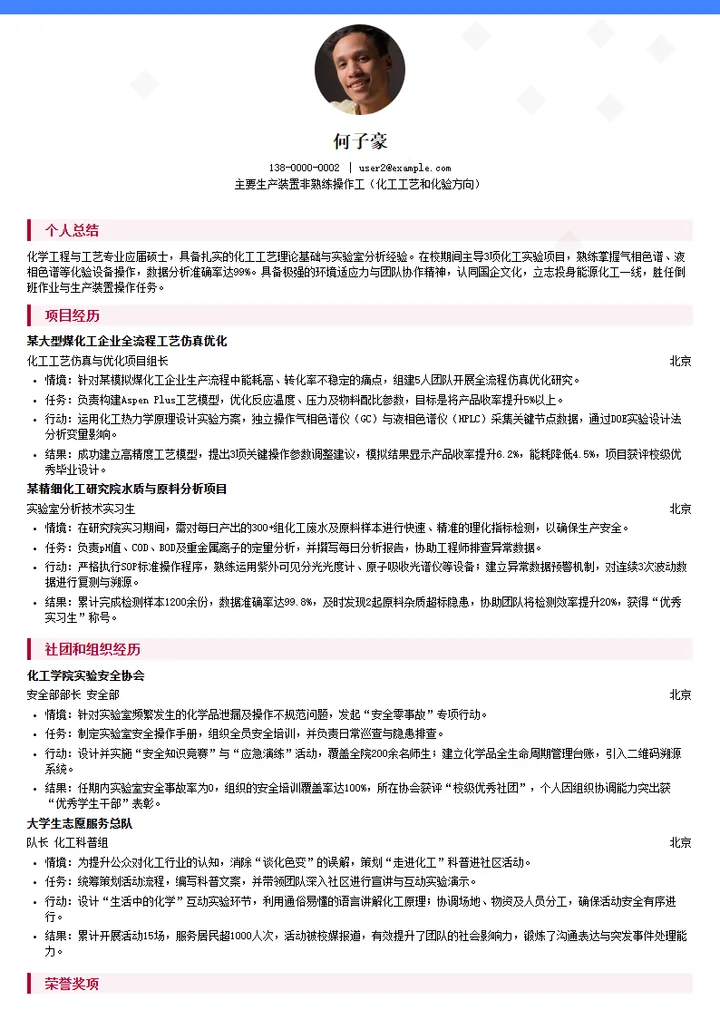 何子豪
138-0000-0002 | user2@example.com
主要生产装置非熟练操作工（化工工艺和化验方向）
个人总结
化学工程与工艺专业应届硕士，具备扎实的化工工艺理论基础与实验室分析经验。在校期间主导3项化工实验项目，熟练掌握气相色谱、液
相色谱等化验设备操作，数据分析准确率达99%。具备极强的环境适应力与团队协作精神，认同国企文化，立志投身能源化工一线，胜任倒
班作业与生产装置操作任务。
项目经历
某大型煤化工企业全流程工艺仿真优化
化工工艺仿真与优化项目组长 北京
• 情境：针对某模拟煤化工企业生产流程中能耗高、转化率不稳定的痛点，组建5人团队开展全流程仿真优化研究。
• 任务：负责构建Aspen Plus工艺模型，优化反应温度、压力及物料配比参数，目标是将产品收率提升5%以上。
• 行动：运用化工热力学原理设计实验方案，独立操作气相色谱仪（GC）与液相色谱仪（HPLC）采集关键节点数据，通过DOE实验设计法
分析变量影响。
• 结果：成功建立高精度工艺模型，提出3项关键操作参数调整建议，模拟结果显示产品收率提升6.2%，能耗降低4.5%，项目获评校级优
秀毕业设计。
某精细化工研究院水质与原料分析项目
实验室分析技术实习生 北京
• 情境：在研究院实习期间，需对每日产出的300+组化工废水及原料样本进行快速、精准的理化指标检测，以确保生产安全。
• 任务：负责pH值、COD、BOD及重金属离子的定量分析，并撰写每日分析报告，协助工程师排查异常数据。
• 行动：严格执行SOP标准操作程序，熟练运用紫外可见分光光度计、原子吸收光谱仪等设备；建立异常数据预警机制，对连续3次波动数
据进行复测与溯源。
• 结果：累计完成检测样本1200余份，数据准确率达99.8%，及时发现2起原料杂质超标隐患，协助团队将检测效率提升20%，获得“优秀
实习生”称号。
社团和组织经历
化工学院实验安全协会
安全部部长 安全部 北京
• 情境：针对实验室频繁发生的化学品泄漏及操作不规范问题，发起“安全零事故”专项行动。
• 任务：制定实验室安全操作手册，组织全员安全培训，并负责日常巡查与隐患排查。
• 行动：设计并实施“安全知识竞赛”与“应急演练”活动，覆盖全院200余名师生；建立化学品全生命周期管理台账，引入二维码溯源
系统。
• 结果：任期内实验室安全事故率为0，组织的安全培训覆盖率达100%，所在协会获评“校级优秀社团”，个人因组织协调能力突出获
“优秀学生干部”表彰。
大学生志愿服务总队
队长 化工科普组 北京
• 情境：为提升公众对化工行业的认知，消除“谈化色变”的误解，策划“走进化工”科普进社区活动。
• 任务：统筹策划活动流程，编写科普文案，并带领团队深入社区进行宣讲与互动实验演示。
• 行动：设计“生活中的化学”互动实验环节，利用通俗易懂的语言讲解化工原理；协调场地、物资及人员分工，确保活动安全有序进
行。
• 结果：累计开展活动15场，服务居民超1000人次，活动被校媒报道，有效提升了团队的社会影响力，锻炼了沟通表达与突发事件处理能
力。
荣誉奖项